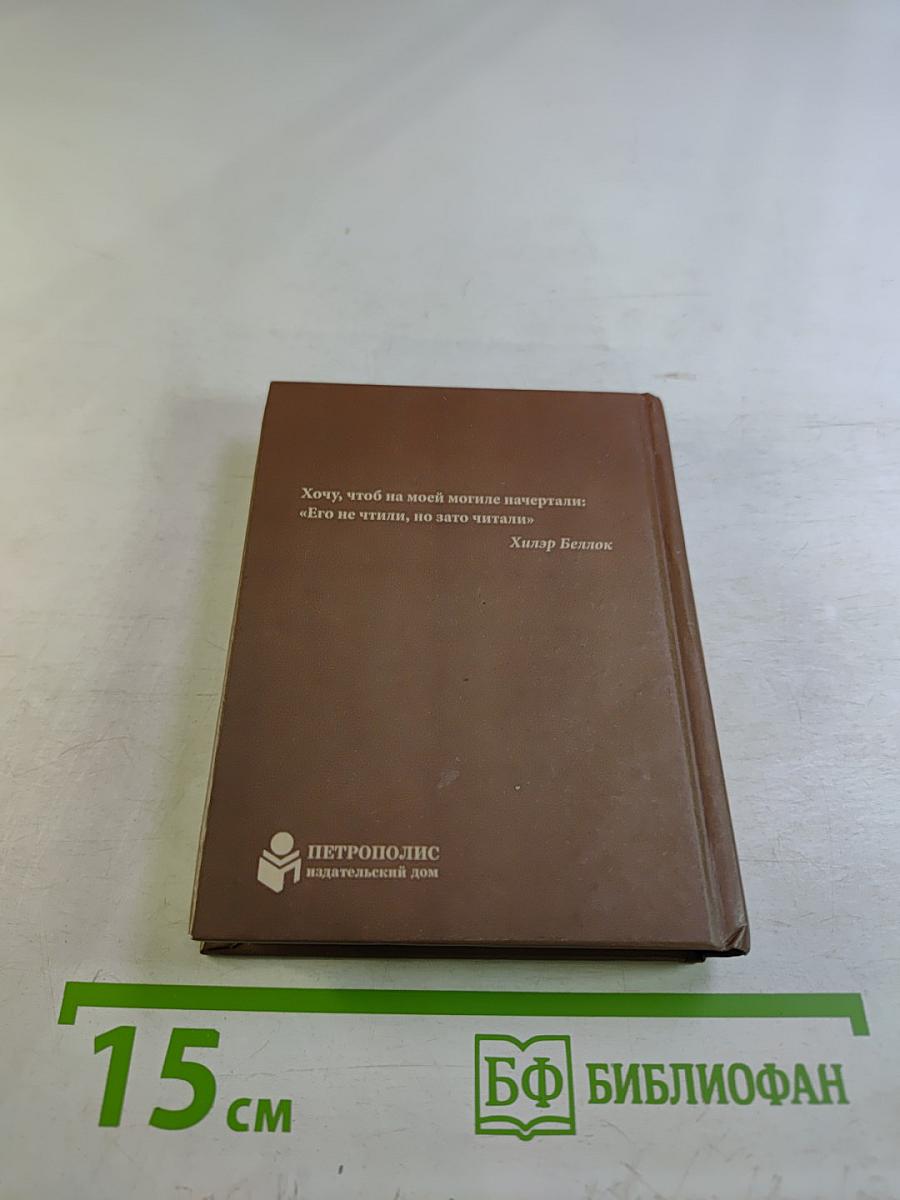 Хочу, чтоб на моей могиле начертали:
«Его не чтили, но зато читали»
Хилэр Беллок
ПЕТРОПОЛИС
издательский дом
15 см
БФ БИБЛИОФАН